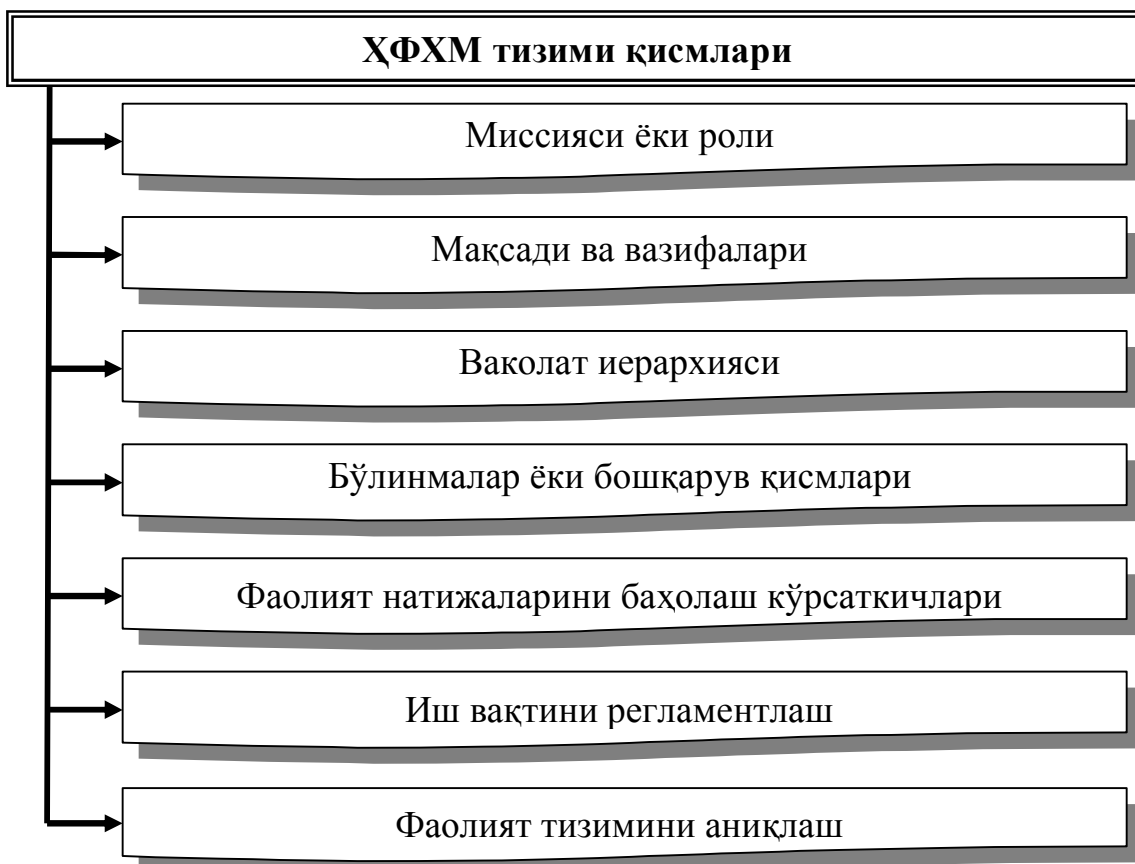 ҲФХМ тизими қисмлари
Миссияси ёки роли
Мақсади ва вазифалари
Ваколат иерархияси
Бўлинмалар ёки бошқарув қисмлари
Фаолият натижаларини баҳолаш кўрсаткичлари
Иш вақтини регламентлаш
Фаолият тизимини аниқлаш